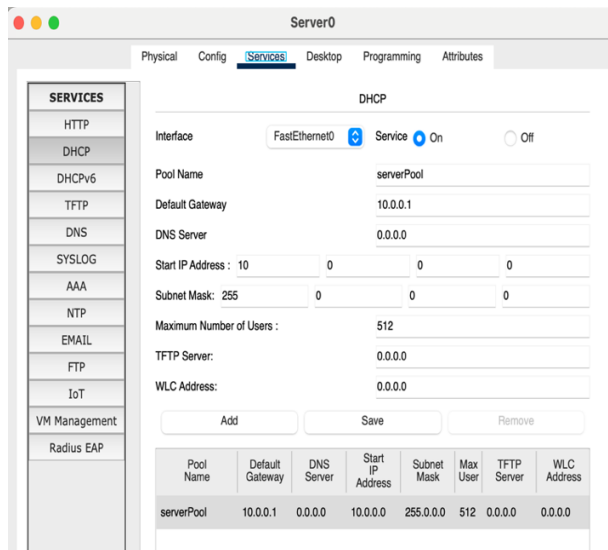 Server0
Physical Config Services Desktop Programming Attributes
SERVICES
HTTP
DHCP
DHCPv6
TFTP
DNS
SYSLOG
AAA
NTP
EMAIL
FTP
IoT
VM Management
Radius EAP
DHCP
Interface FastEthernet0 Service On Off
Pool Name serverPool
Default Gateway 10.0.0.1
DNS Server 0.0.0.0
Start IP Address : 10 0 0 0
Subnet Mask: 255 0 0 0
Maximum Number of Users : 512
TFTP Server: 0.0.0.0
WLC Address: 0.0.0.0
Add Save Remove
Pool Name Default Gateway DNS Server Start IP Address Subnet Mask Max User TFTP Server WLC Address
serverPool 10.0.0.1 0.0.0.0 10.0.0.0 255.0.0.0 512 0.0.0.0 0.0.0.0